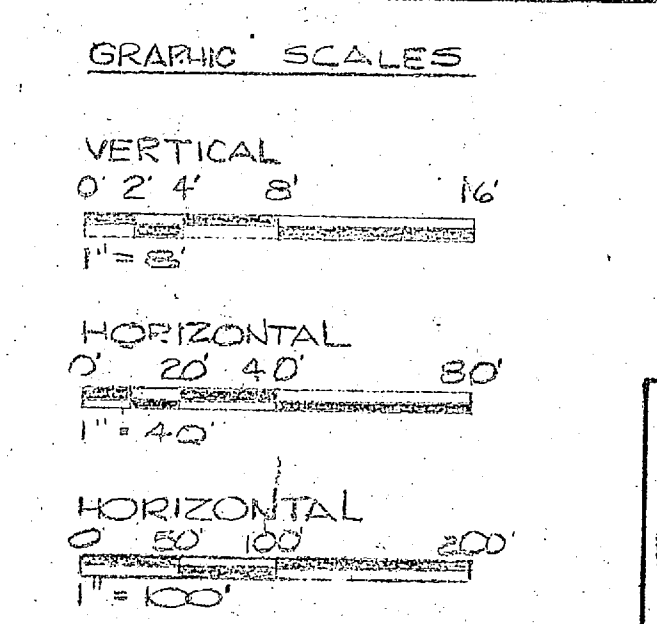 GRAPHIC SCALES
VERTICAL
0' 2' 4' 8' 16'
1" = 8'
HORIZONTAL
0' 20' 40' 80'
1" = 40'
HORIZONTAL
0' 50' 100' 200'
1" = 100'